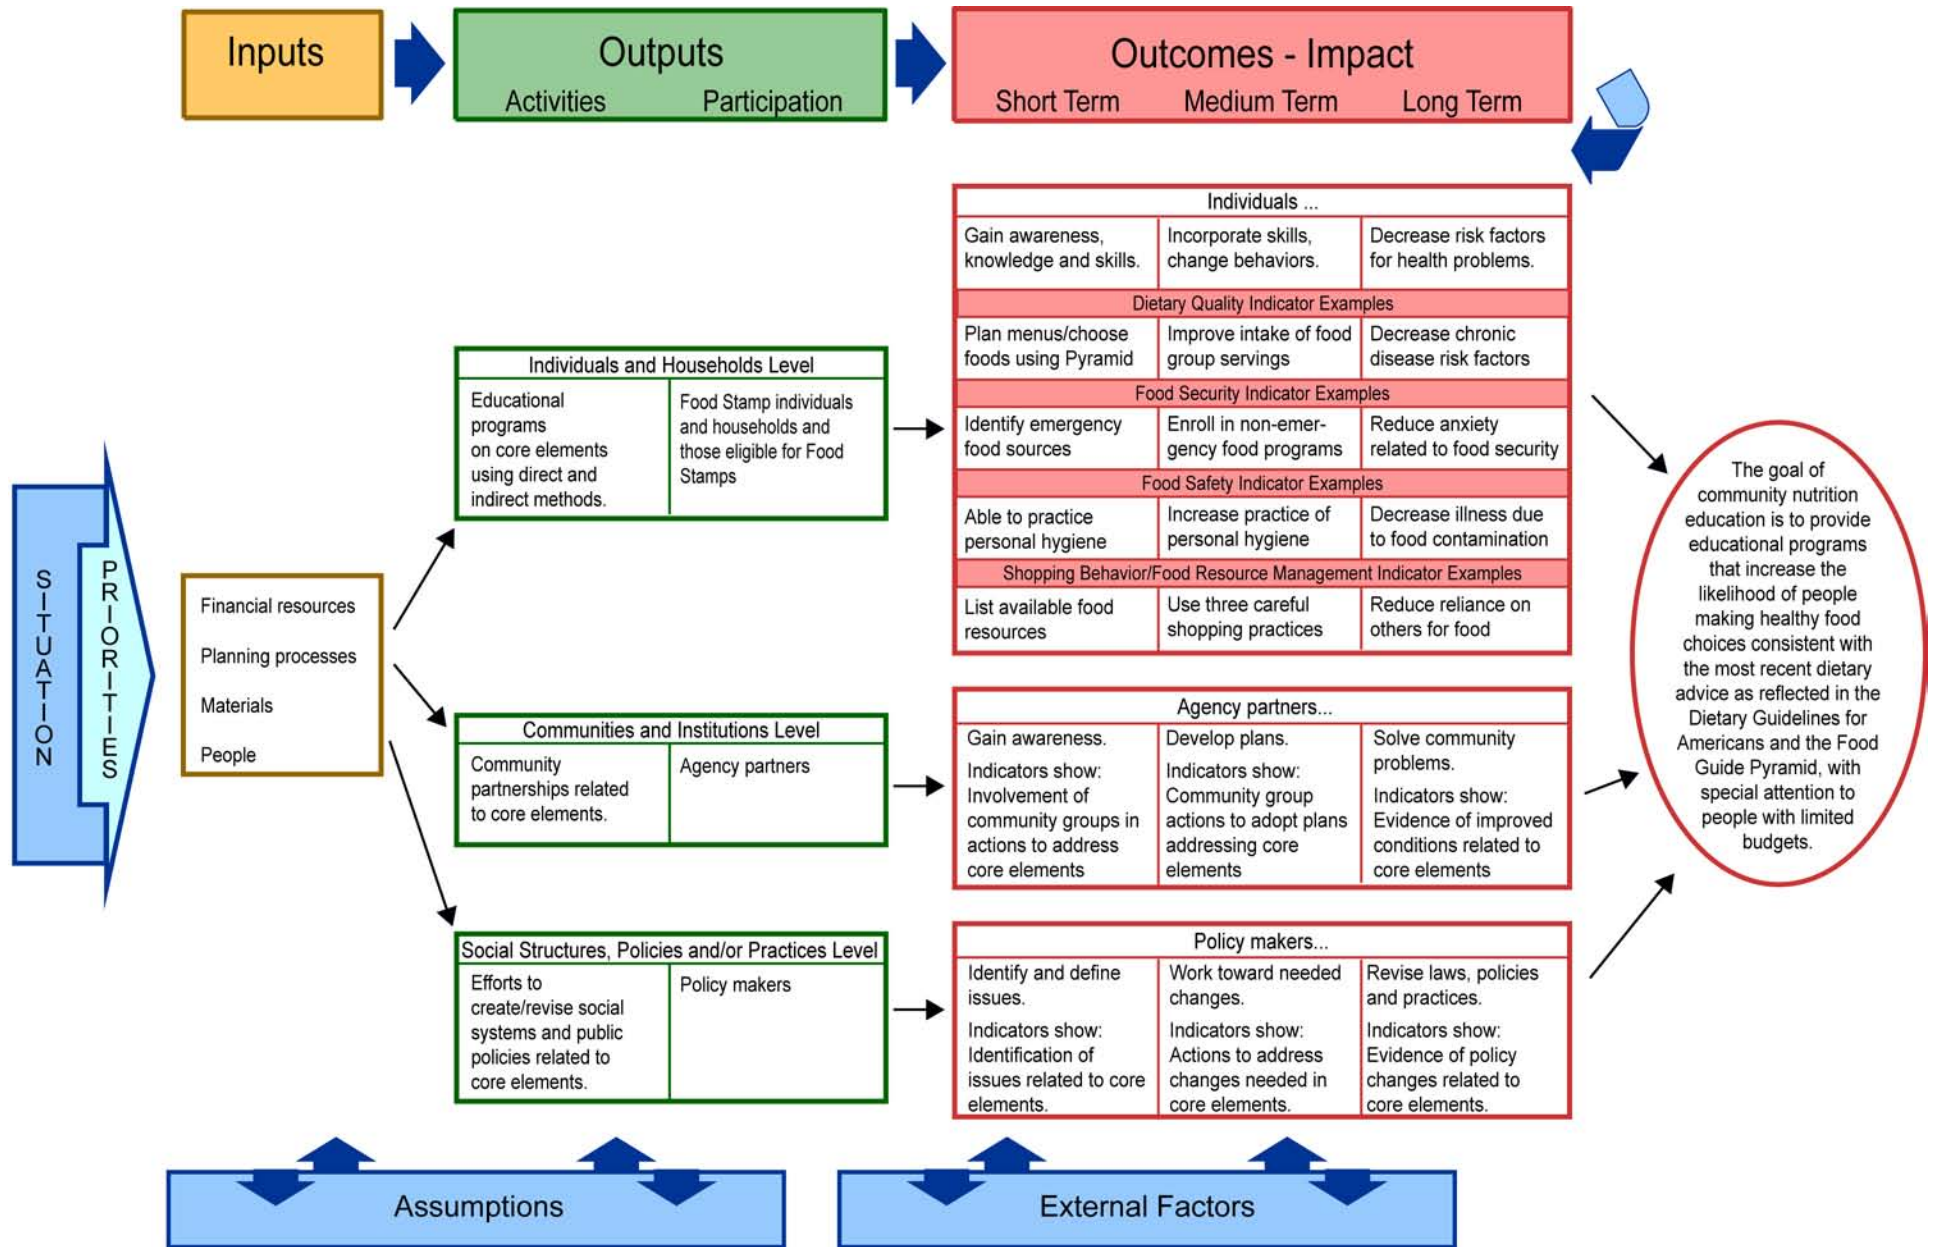 Inputs
Outputs
Activities
Participation
Outcomes - Impact
Short Term
Medium Term
Long Term
SITUATION
PRIORITIES
Financial resources
Planning processes
Materials
People
Individuals and Households Level
Educational
programs
on core elements
using direct and
indirect methods.
Food Stamp individuals
and households and
those eligible for Food
Stamps
Communities and Institutions Level
Community
partnerships related
to core elements.
Agency partners
Social Structures, Policies and/or Practices Level
Efforts to
create/revise social
systems and public
policies related to
core elements.
Policy makers
Individuals ...
Gain awareness,
knowledge and skills.
Incorporate skills,
change behaviors.
Decrease risk factors
for health problems.
Dietary Quality Indicator Examples
Plan menus/choose
foods using Pyramid
Improve intake of food
group servings
Decrease chronic
disease risk factors
Food Security Indicator Examples
Identify emergency
food sources
Enroll in non-emer-
gency food programs
Reduce anxiety
related to food security
Food Safety Indicator Examples
Able to practice
personal hygiene
Increase practice of
personal hygiene
Decrease illness due
to food contamination
Shopping Behavior/Food Resource Management Indicator Examples
List available food
resources
Use three careful
shopping practices
Reduce reliance on
others for food
Agency partners...
Gain awareness.
Indicators show:
Involvement of
community groups in
actions to address
core elements
Develop plans.
Indicators show:
Community group
actions to adopt plans
addressing core
elements
Solve community
problems.
Indicators show:
Evidence of improved
conditions related to
core elements
Policy makers...
Identify and define
issues.
Indicators show:
Identification of
issues related to core
elements.
Work toward needed
changes.
Indicators show:
Actions to address
changes needed in
core elements.
Revise laws, policies
and practices.
Indicators show:
Evidence of policy
changes related to
core elements.
The goal of
community nutrition
education is to provide
educational programs
that increase the
likelihood of people
making healthy food
choices consistent with
the most recent dietary
advice as reflected in the
Dietary Guidelines for
Americans and the Food
Guide Pyramid, with
special attention to
people with limited
budgets.
Assumptions
External Factors